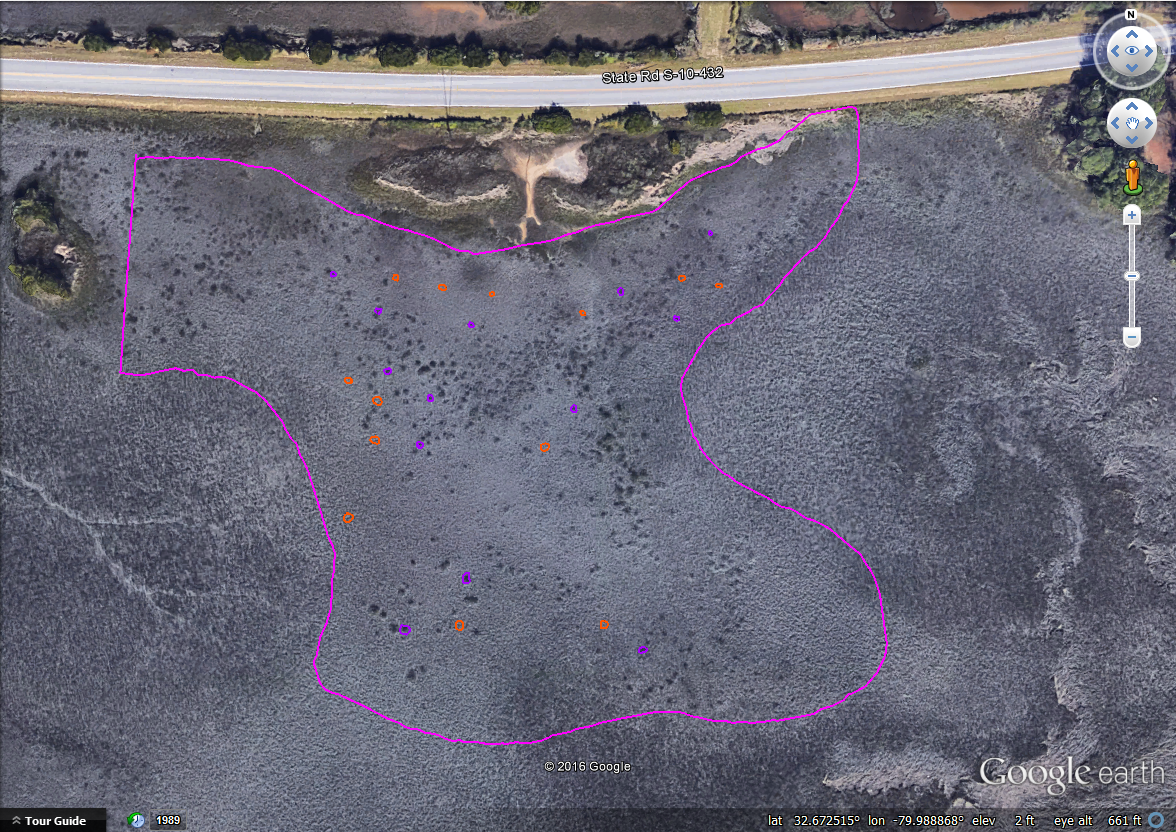 N
State Rd S-10-432
© 2016 Google
Google earth
Tour Guide
1989
lat 32.672515° lon -79.988868° elev 2 ft eye alt 661 ft